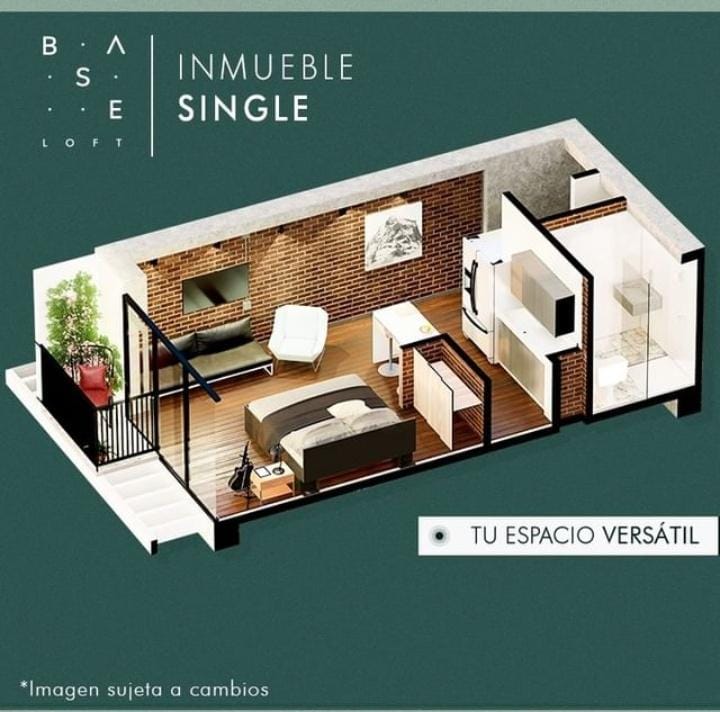 B · A
· S ·
· · E
LOFT
INMUEBLE
SINGLE
TU ESPACIO VERSÁTIL
*Imagen sujeta a cambios